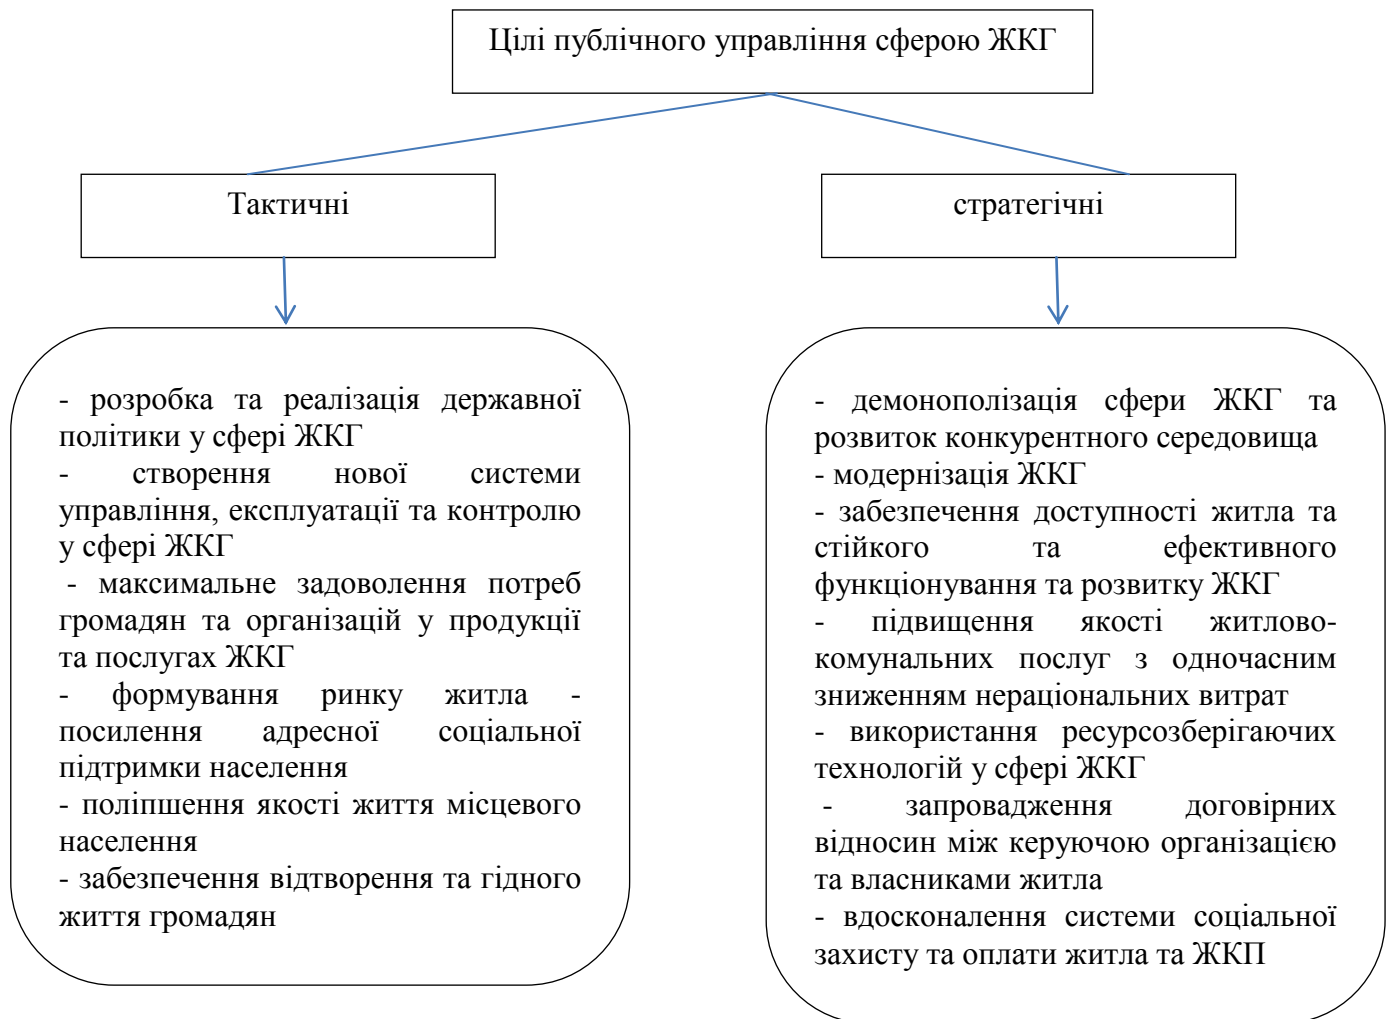 Цілі публічного управління сферою ЖКГ
Тактичні
стратегічні
- розробка та реалізація державної
політики у сфері ЖКГ
- створення нової системи
управління, експлуатації та контролю
у сфері ЖКГ
- максимальне задоволення потреб
громадян та організацій у продукції
та послугах ЖКГ
- формування ринку житла -
посилення адресної соціальної
підтримки населення
- поліпшення якості життя місцевого
населення
- забезпечення відтворення та гідного
життя громадян
- демонополізація сфери ЖКГ та
розвиток конкурентного середовища
- модернізація ЖКГ
- забезпечення доступності житла та
стійкого та ефективного
функціонування та розвитку ЖКГ
- підвищення якості житлово-
комунальних послуг з одночасним
зниженням нераціональних витрат
- використання ресурсозберігаючих
технологій у сфері ЖКГ
- запровадження договірних
відносин між керуючою організацією
та власниками житла
- вдосконалення системи соціальної
захисту та оплати житла та ЖКП